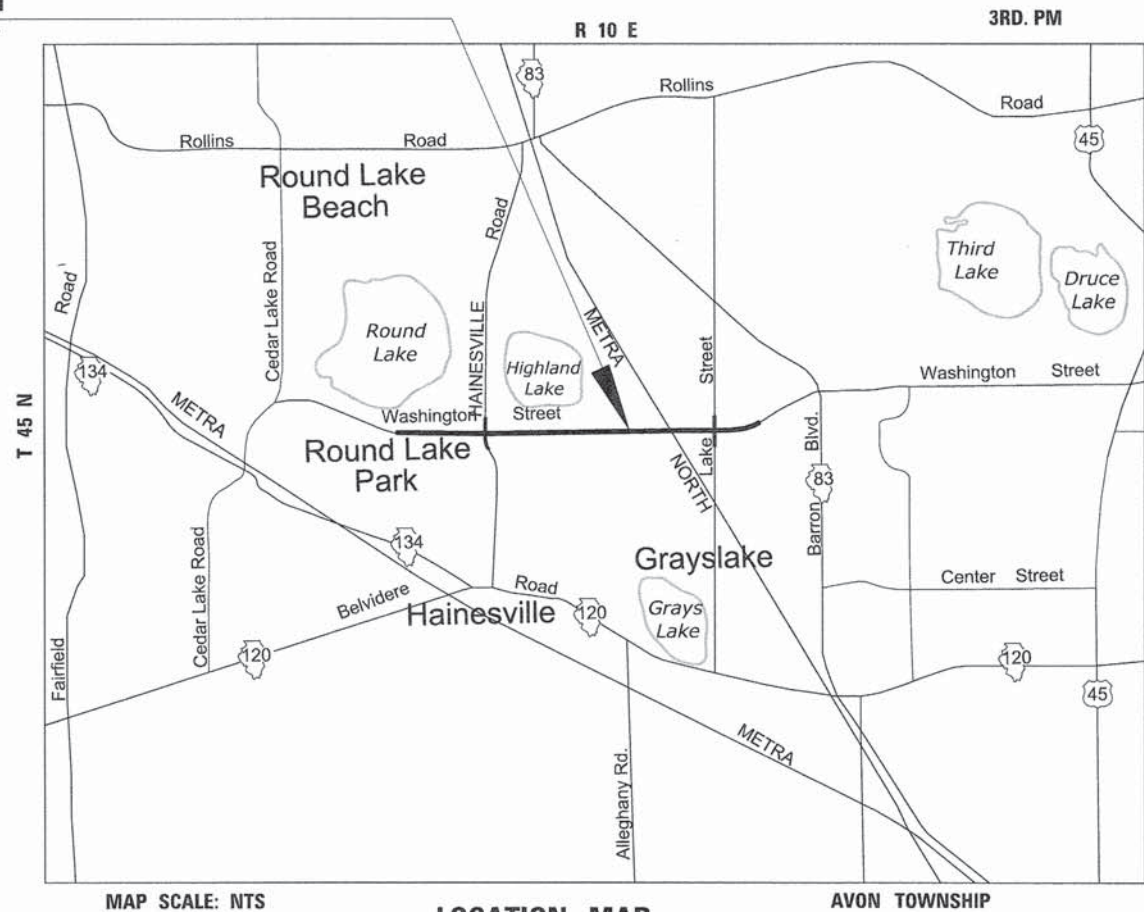 3RD. PM
R 10 E
83
Rollins
Road
45
Rollins
Road
Round Lake
Beach
Road
Cedar Lake Road
Third
Lake
Druce
Lake
Road
Round
Lake
HAINESVILLE
METRA
Highland
Lake
Street
134
METRA
Washington
Street
Washington
Street
T 45 N
Round Lake
Park
Lake
NORTH
Barron Blvd.
83
134
Grayslake
Cedar Lake Road
Belvidere
Road
Center Street
Hainesville
120
Grays
Lake
Fairfield
120
120
45
METRA
Alleghany Rd.
MAP SCALE: NTS
AVON TOWNSHIP
LOCATION MAP